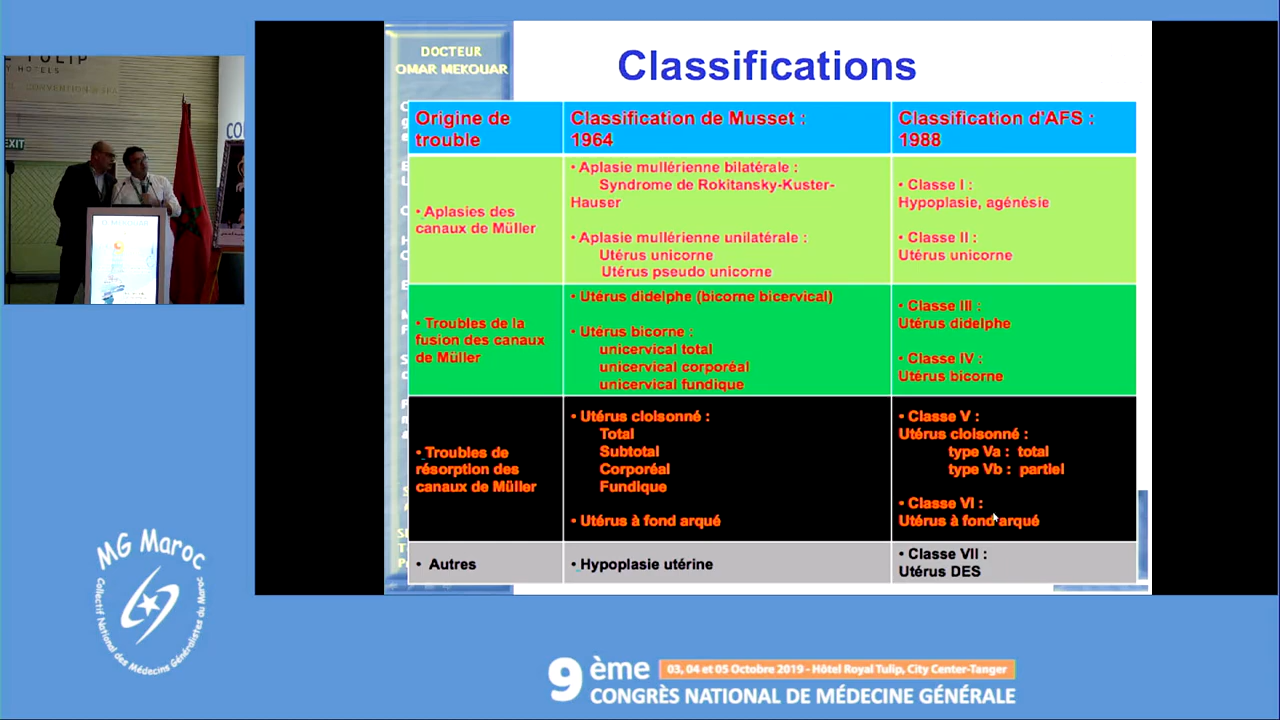 TULIP
Y HOTELS
EXIT
DOCTEUR
OMAR MEKOUAR
Classifications
Origine de
trouble
Classification de Musset :
1964
Classification d'AFS :
1988
• Aplasies des
canaux de Müller
• Aplasie mullérienne bilatérale :
Syndrome de Rokitansky-Kuster-
Hauser
• Aplasie mullérienne unilatérale :
Utérus unicorne
Utérus pseudo unicorne
• Classe I :
Hypoplasie, agénésie
• Classe II :
Utérus unicorne
• Troubles de la
fusion des canaux
de Müller
• Utérus didelphe (bicorne bicervical)
• Utérus bicorne :
unicervical total
unicervical corporéal
unicervical fundique
• Classe III :
Utérus didelphe
• Classe IV :
Utérus bicorne
• Troubles de
résorption des
canaux de Müller
• Utérus cloisonné :
Total
Subtotal
Corporéal
Fundique
• Utérus à fond arqué
• Classe V :
Utérus cloisonné :
type Va : total
type Vb : partiel
• Classe VI :
Utérus à fond arqué
• Autres
• Hypoplasie utérine
• Classe VII :
Utérus DES
MG Maroc
Collectif National des Médecins Généralistes du Maroc
9ème
03, 04 et 05 Octobre 2019 - Hôtel Royal Tulip, City Center-Tanger
CONGRÈS NATIONAL DE MÉDECINE GÉNÉRALE